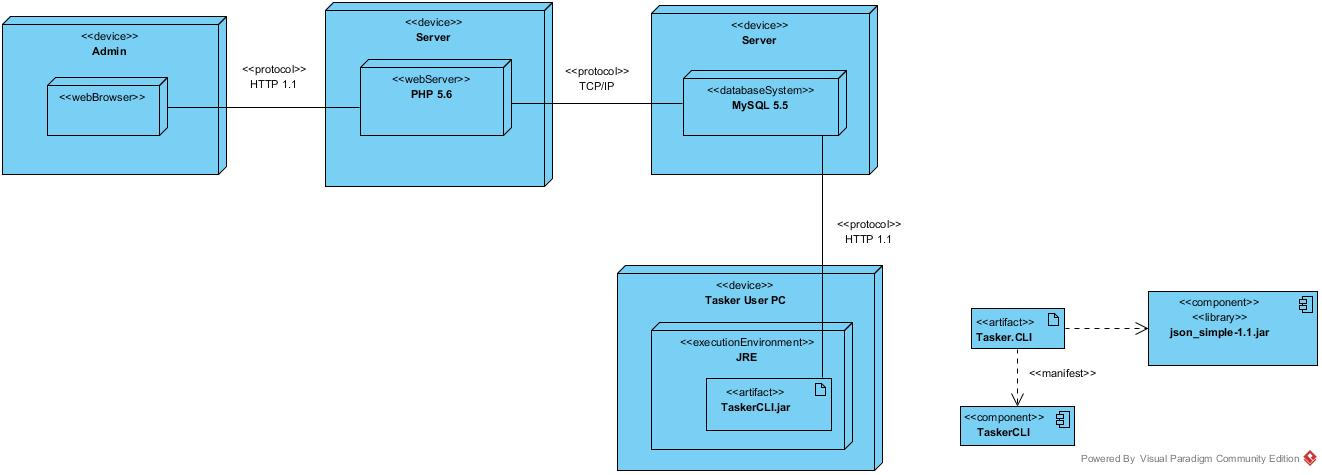 <<device>>
Admin
<<webBrowser>>
<<protocol>>
HTTP 1.1
<<device>>
Server
<<webServer>>
PHP 5.6
<<protocol>>
TCP/IP
<<device>>
Server
<<databaseSystem>>
MySQL 5.5
<<protocol>>
HTTP 1.1
<<device>>
Tasker User PC
<<executionEnvironment>>
JRE
<<artifact>>
TaskerCLI.jar
<<artifact>>
Tasker.CLI
<<component>>
<<library>>
json_simple-1.1.jar
<<manifest>>
<<component>>
TaskerCLI
Powered By Visual Paradigm Community Edition